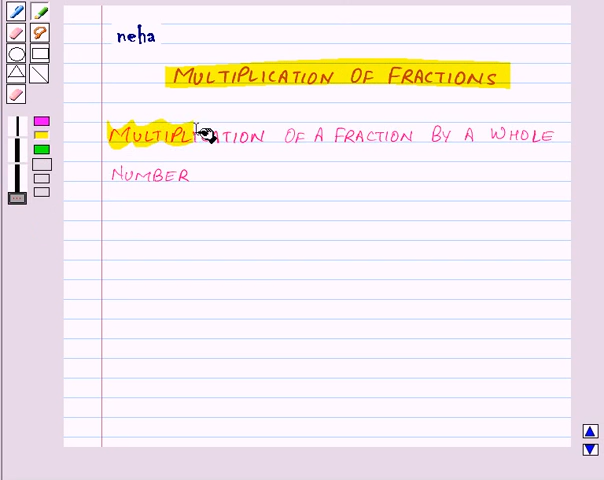 neha
MULTIPLICATION OF FRACTIONS
MULTIPLICATION OF A FRACTION BY A WHOLE
NUMBER